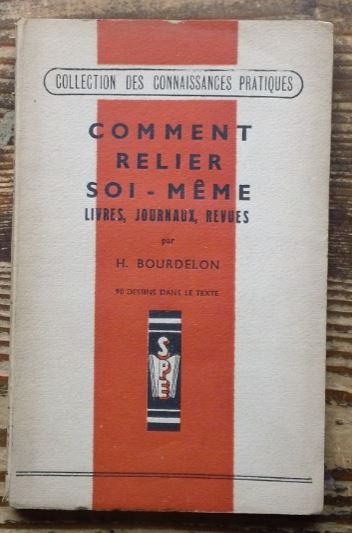 COLLECTION DES CONNAISSANCES PRATIQUES
COMMENT
RELIER
SOI - MÊME
LIVRES, JOURNAUX, REVUES
par
H. BOURDELON
90 DESSINS DANS LE TEXTE
SPE